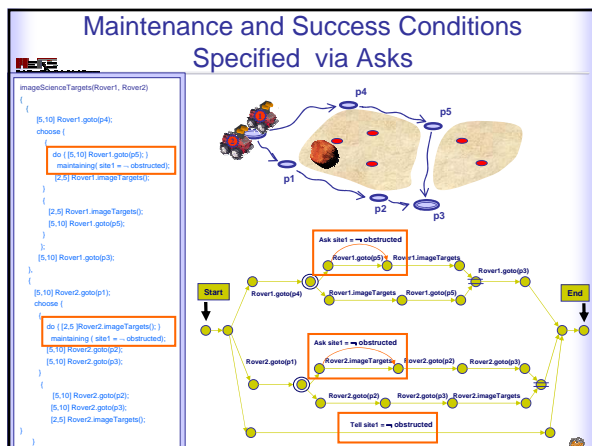 Maintenance and Success Conditions
Specified via Asks
imageScienceTargets(Rover1, Rover2)
{
{
[5,10] Rover1.goto(p4);
choose {
{
do { [5,10] Rover1.goto(p5); }
maintaining( site1 = ¬ obstructed);
[2,5] Rover1.imageTargets();
}
{
[2,5] Rover1.imageTargets();
[5,10] Rover1.goto(p5);
}
};
[5,10] Rover1.goto(p3);
},
{
[5,10] Rover2.goto(p1);
choose {
{
do { [2,5 ]Rover2.imageTargets(); }
maintaining ( site1 = ¬ obstructed);
[5,10] Rover2.goto(p2);
[5,10] Rover2.goto(p3);
}
{
[5,10] Rover2.goto(p2);
[5,10] Rover2.goto(p3);
[2,5] Rover2.imageTargets();
}
}
p4
p5
p1
p2
p3
Ask site1 = ¬ obstructed
Rover1.goto(p5)
Rover1.imageTargets
Rover1.goto(p4)
Rover1.goto(p3)
Rover1.imageTargets
Rover1.goto(p5)
Start
End
Ask site1 = ¬ obstructed
Rover2.goto(p1)
Rover2.imageTargets
Rover2.goto(p2)
Rover2.goto(p3)
Rover2.goto(p2)
Rover2.goto(p3)
Rover2.imageTargets
Tell site1 = ¬ obstructed